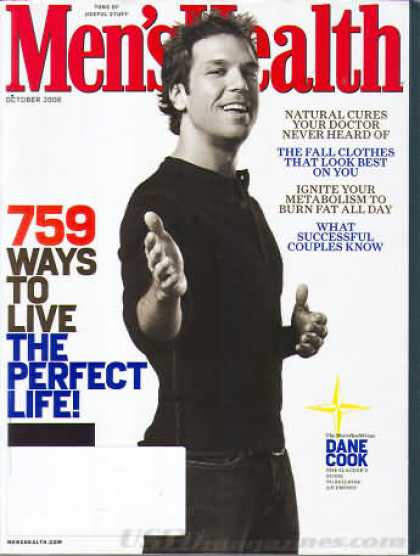 TONS OF
USEFUL STUFF
Men'sHealth
OCTOBER 2008
NATURAL CURES
YOUR DOCTOR
NEVER HEARD OF
THE FALL CLOTHES
THAT LOOK BEST
ON YOU
IGNITE YOUR
METABOLISM TO
BURN FAT ALL DAY
WHAT
SUCCESSFUL
COUPLES KNOW
759
WAYS
TO
LIVE
THE
PERFECT
LIFE!
DANE
COOK
AN EMPIRE
MENSHEALTH.COM